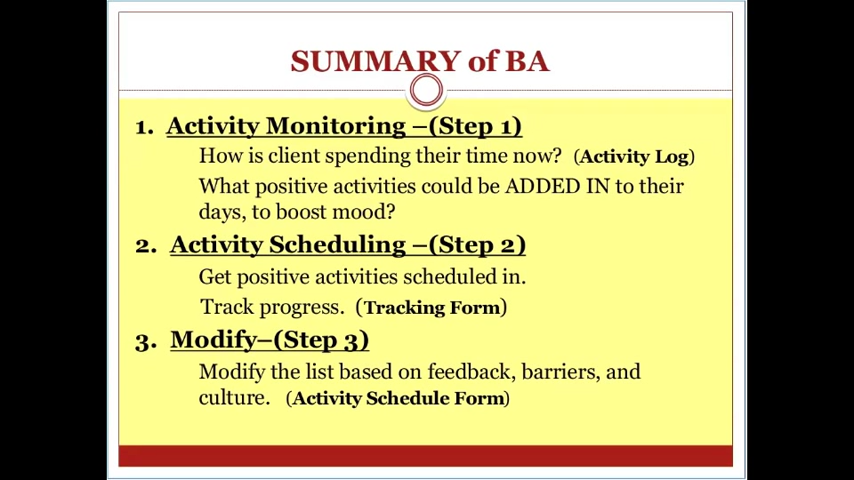 SUMMARY of BA
1. Activity Monitoring –(Step 1)
How is client spending their time now? (Activity Log)
What positive activities could be ADDED IN to their
days, to boost mood?
2. Activity Scheduling –(Step 2)
Get positive activities scheduled in.
Track progress. (Tracking Form)
3. Modify–(Step 3)
Modify the list based on feedback, barriers, and
culture. (Activity Schedule Form)